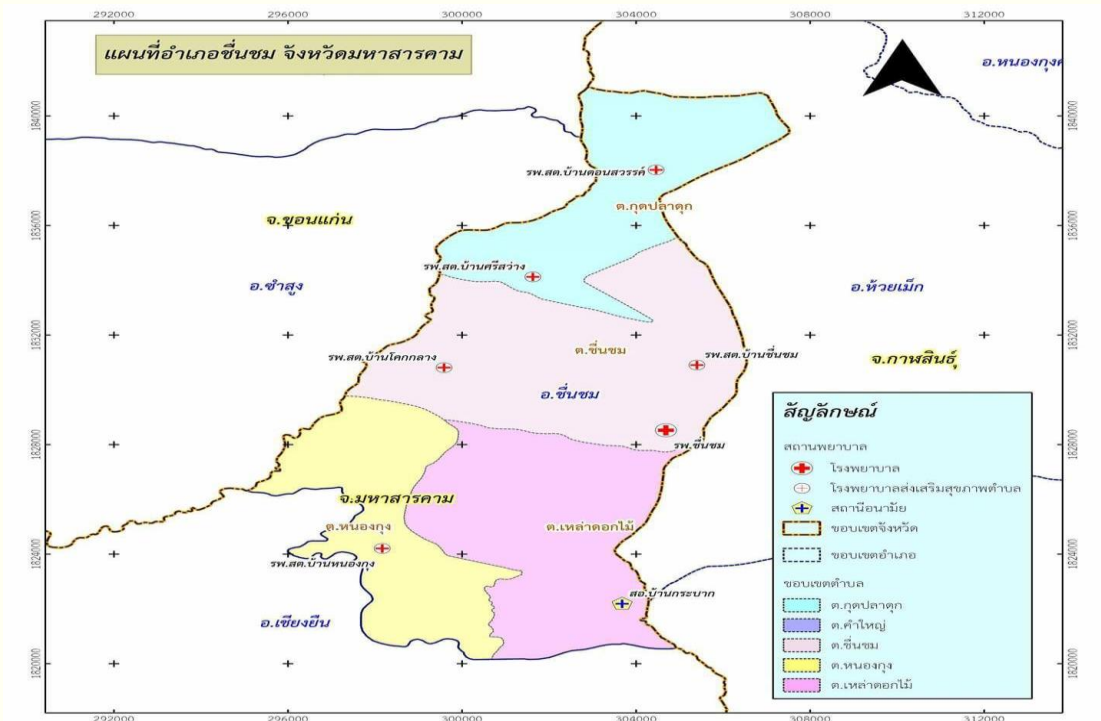 292000 296000 300000 304000 308000 312000
แผนที่อำเภอชื่นชม จังหวัดมหาสารคาม
อ.หนองกุงศ
1840000 1840000
รพ.สต.บ้านดอนสวรรค์
ต.กุดปลาดุก
จ.ขอนแก่น
1836000 1836000
รพ.สต.บ้านศรีสว่าง
อ.ซำสูง
อ.ห้วยเม็ก
1832000 1832000
ต.ชื่นชม
รพ.สต.บ้านโคกกลาง
รพ.สต.บ้านชื่นชม
จ.กาฬสินธุ์
อ.ชื่นชม
รพ.ชื่นชม
1828000 1828000
จ.มหาสารคาม
ต.หนองกุง
ต.เหล่าดอกไม้
1824000 1824000
รพ.สต.บ้านหนองกุง
สอ.บ้านกระบาก
อ.เชียงยืน
1820000 1820000
สัญลักษณ์
สถานพยาบาล
โรงพยาบาล
โรงพยาบาลส่งเสริมสุขภาพตำบล
สถานีอนามัย
ขอบเขตจังหวัด
ขอบเขตอำเภอ
ขอบเขตตำบล
ต.กุดปลาดุก
ต.คำใหญ่
ต.ชื่นชม
ต.หนองกุง
ต.เหล่าดอกไม้
292000 296000 300000 304000 308000 312000